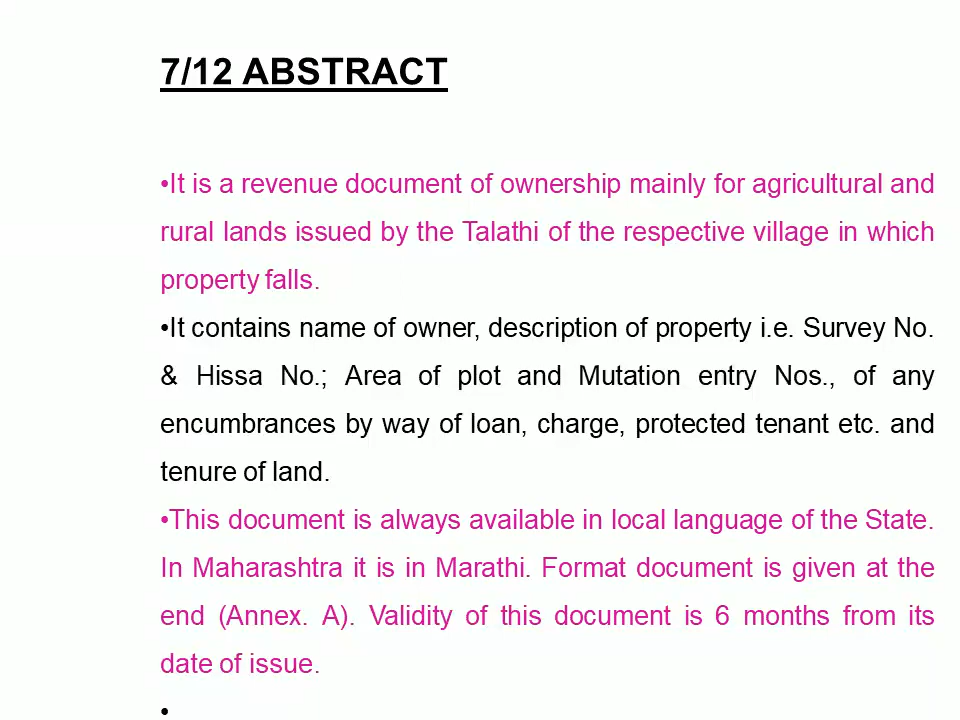 7/12 ABSTRACT
•It is a revenue document of ownership mainly for agricultural and
rural lands issued by the Talathi of the respective village in which
property falls.
•It contains name of owner, description of property i.e. Survey No.
& Hissa No.; Area of plot and Mutation entry Nos., of any
encumbrances by way of loan, charge, protected tenant etc. and
tenure of land.
•This document is always available in local language of the State.
In Maharashtra it is in Marathi. Format document is given at the
end (Annex. A). Validity of this document is 6 months from its
date of issue.
•